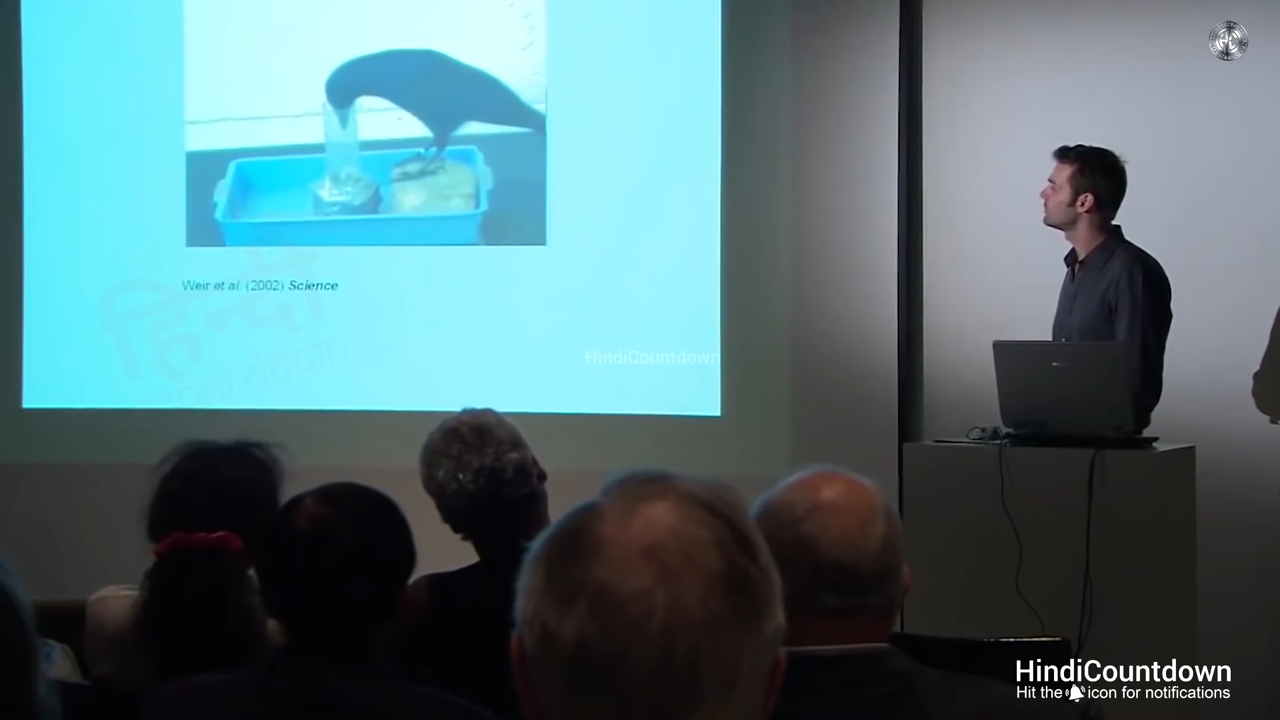 Weir et al. (2002) Science
हिन्दी
HindiCountdown
HindiCountdown
Hit the icon for notifications